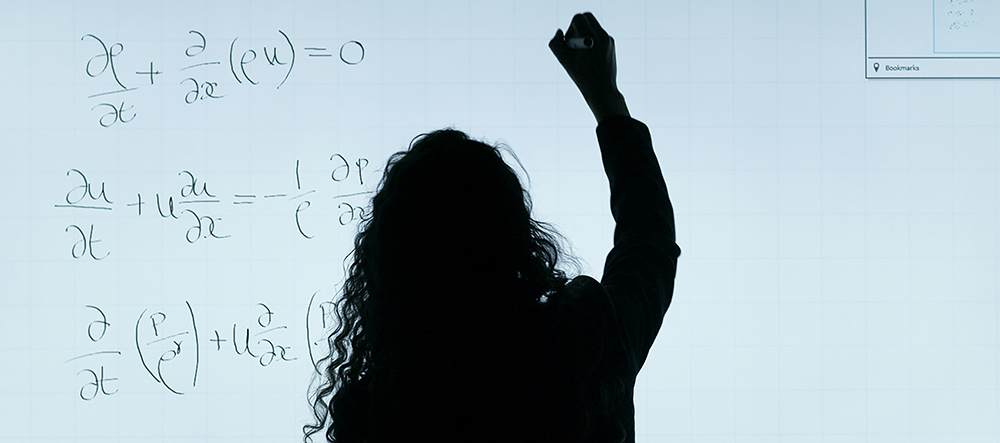 ∂ρ/∂t + ∂/∂x (ρu) = 0
∂u/∂t + u ∂u/∂x = - 1/ρ ∂p/∂x
∂/∂t (p/ρ^γ) + u ∂/∂x (p
Bookmarks